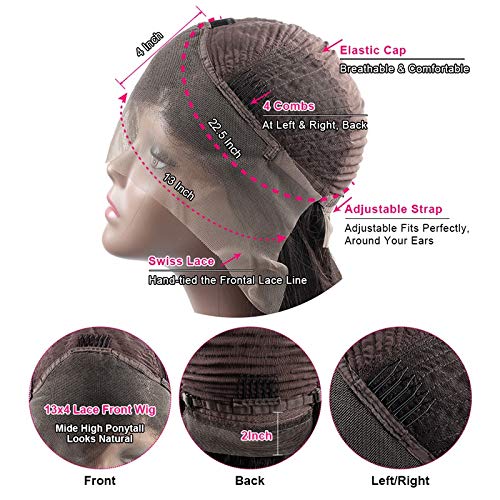 4 Inch
Elastic Cap
Breathable & Comfortable
4 Combs
At Left & Right, Back
22.5 Inch
13 Inch
Adjustable Strap
Adjustable Fits Perfectly,
Around Your Ears
Swiss Lace
Hand-tied the Frontal Lace Line
13x4 Lace Front Wig
Mide High Ponytall
Looks Natural
2Inch
Front
Back
Left/Right